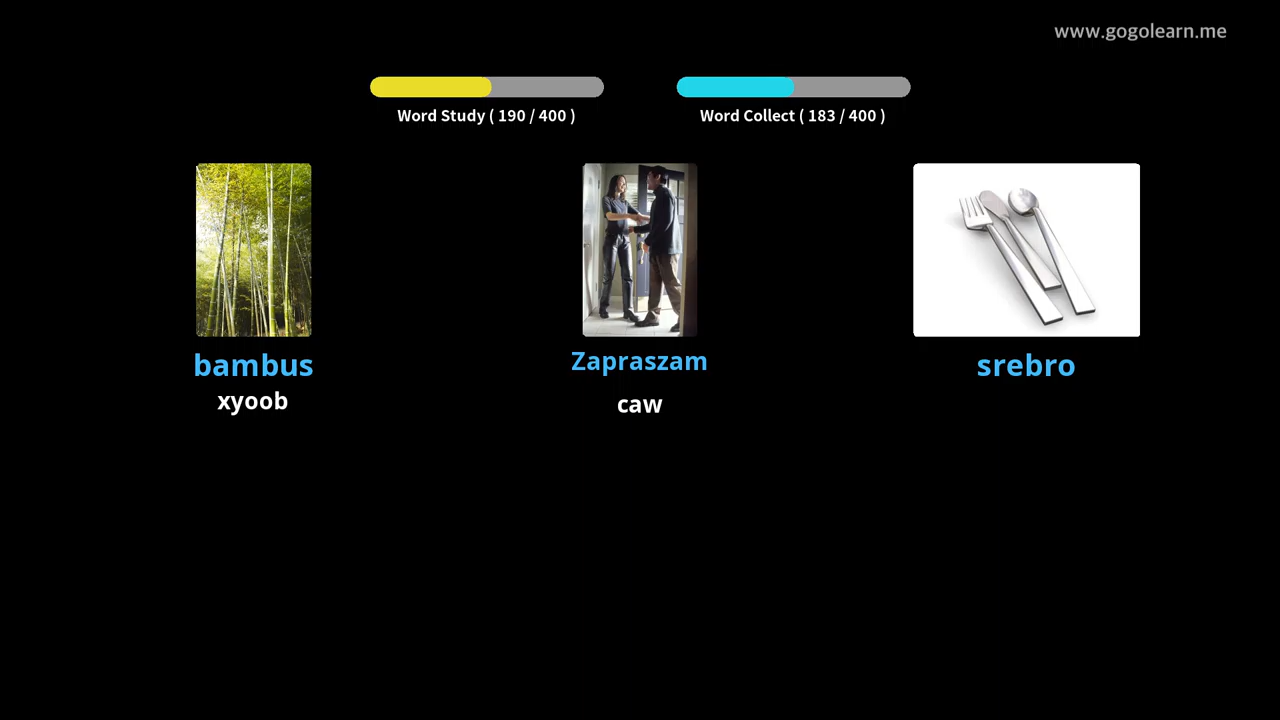 www.gogolearn.me
Word Study ( 190 / 400 )
Word Collect ( 183 / 400 )
bambus
xyoob
Zapraszam
caw
srebro